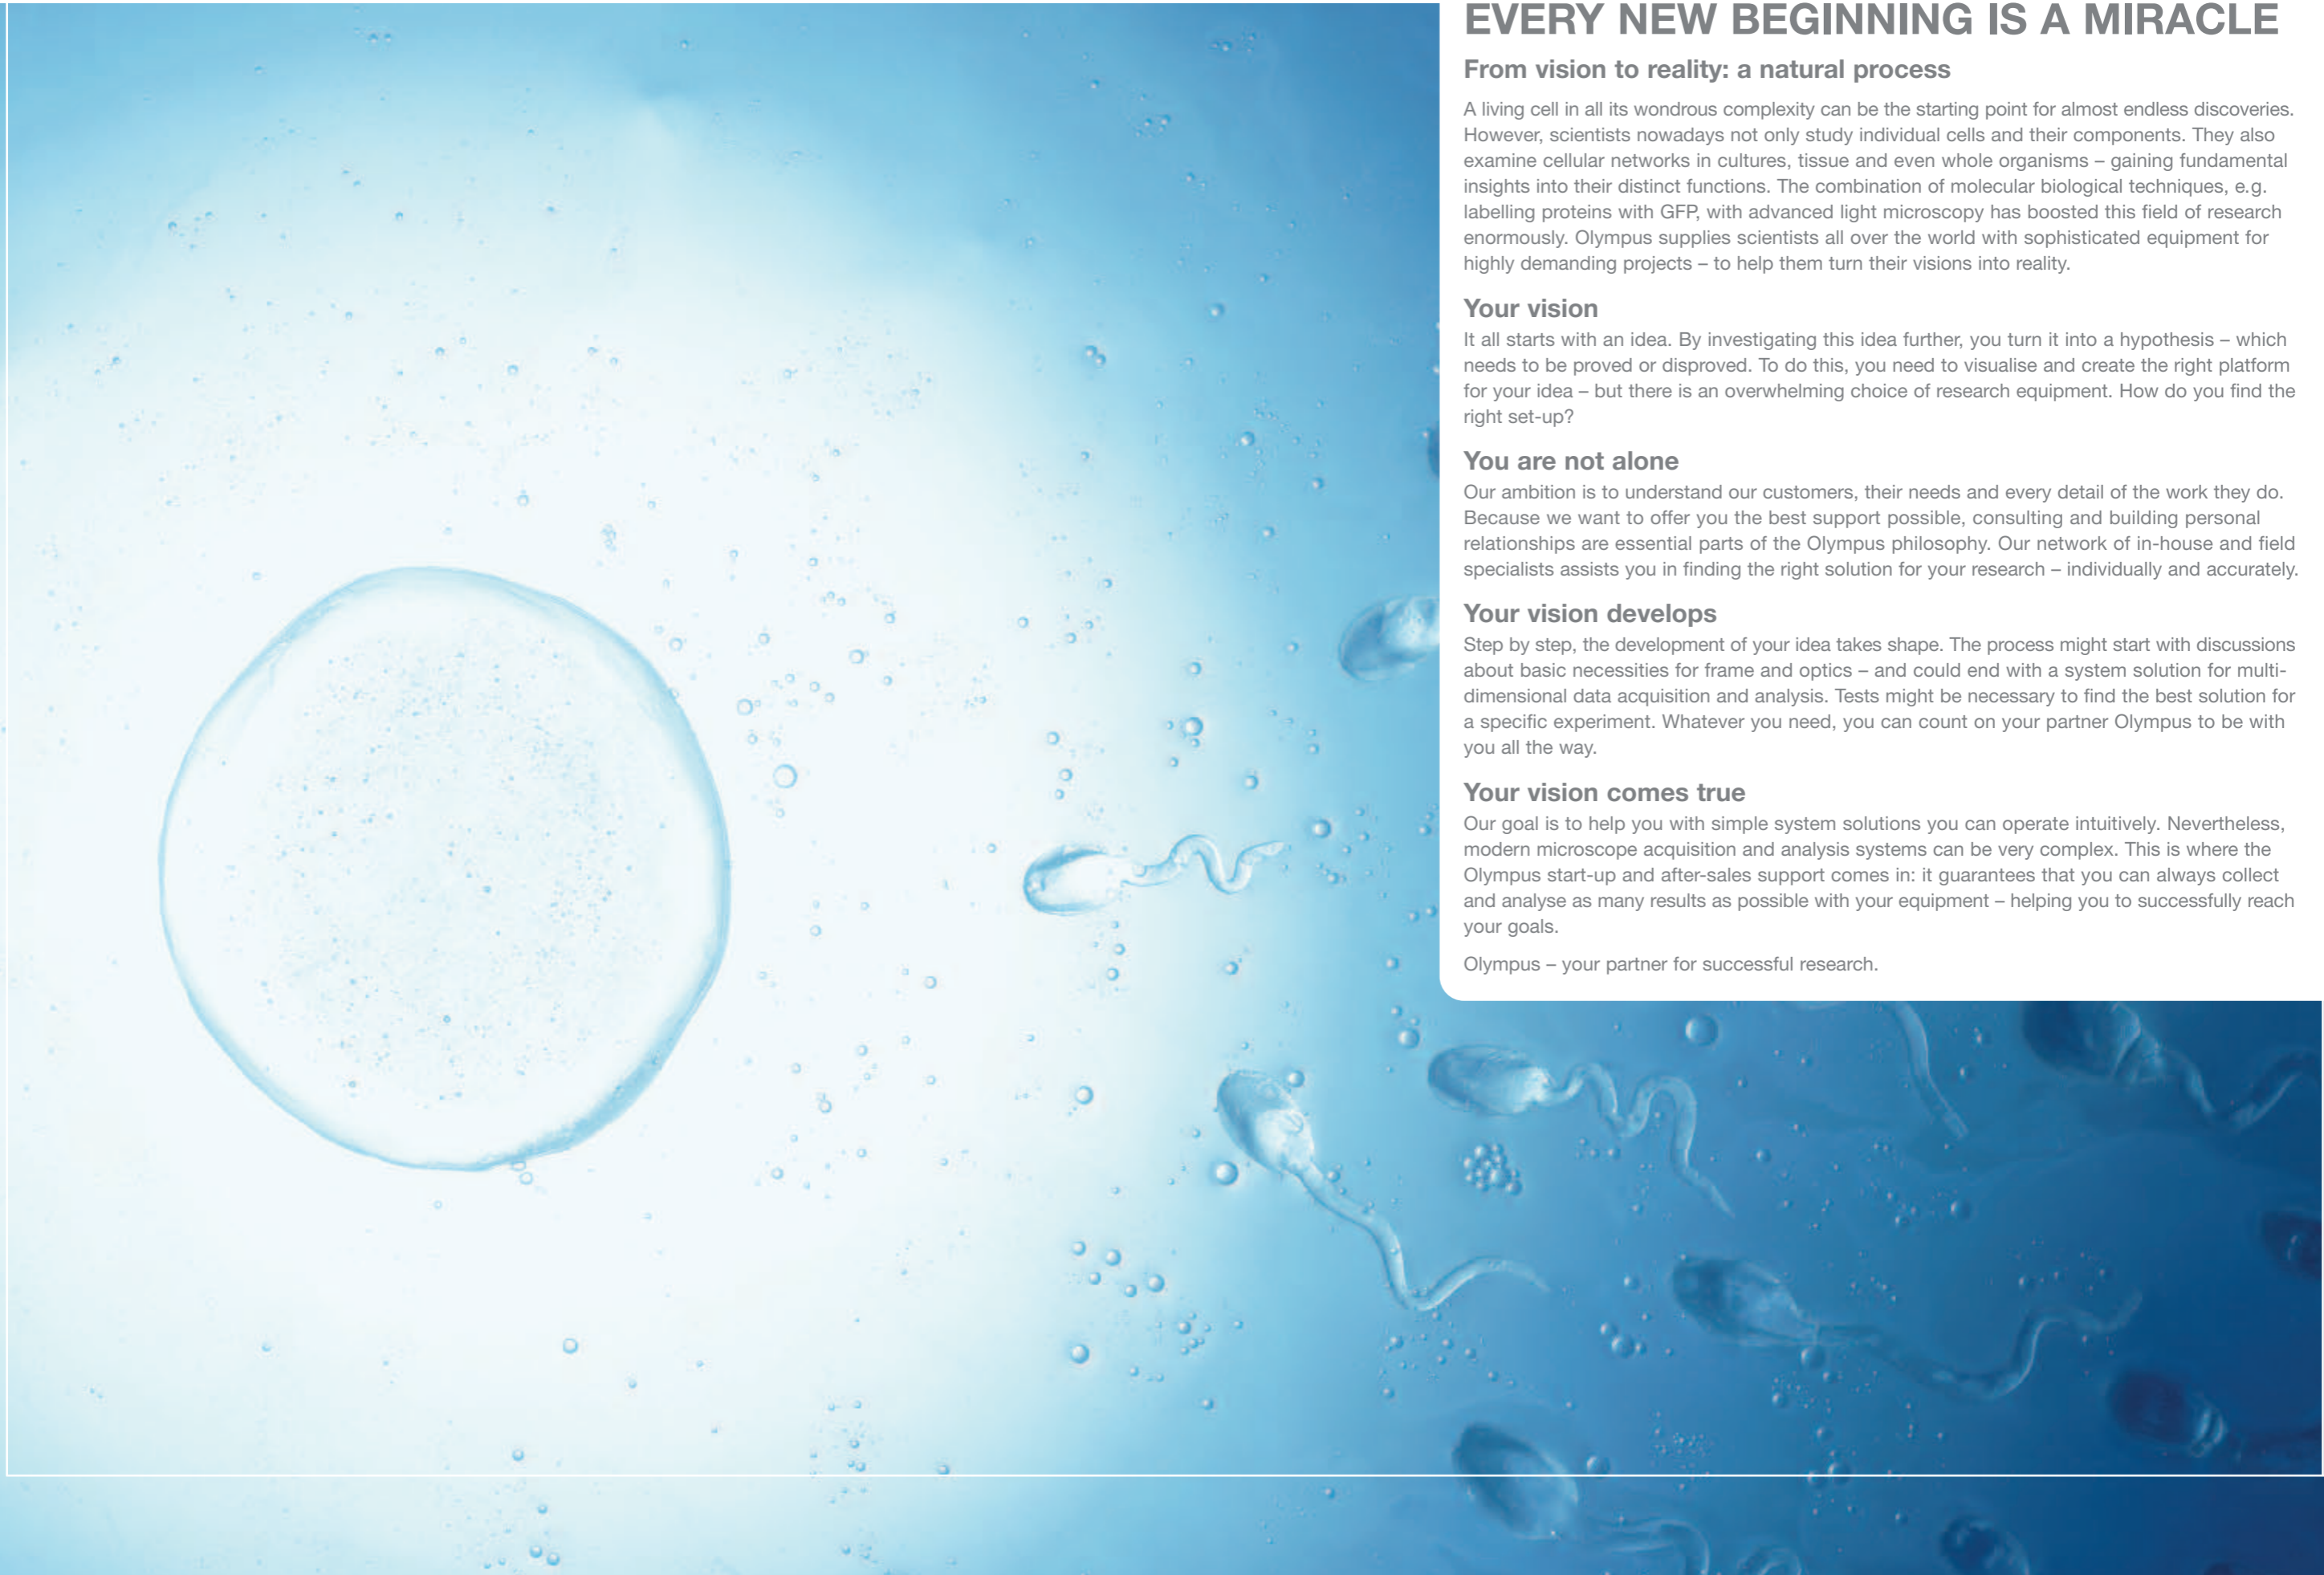 EVERY NEW BEGINNING IS A MIRACLE
From vision to reality: a natural process
A living cell in all its wondrous complexity can be the starting point for almost endless discoveries.
However, scientists nowadays not only study individual cells and their components. They also
examine cellular networks in cultures, tissue and even whole organisms – gaining fundamental
insights into their distinct functions. The combination of molecular biological techniques, e.g.
labelling proteins with GFP, with advanced light microscopy has boosted this field of research
enormously. Olympus supplies scientists all over the world with sophisticated equipment for
highly demanding projects – to help them turn their visions into reality.
Your vision
It all starts with an idea. By investigating this idea further, you turn it into a hypothesis – which
needs to be proved or disproved. To do this, you need to visualise and create the right platform
for your idea – but there is an overwhelming choice of research equipment. How do you find the
right set-up?
You are not alone
Our ambition is to understand our customers, their needs and every detail of the work they do.
Because we want to offer you the best support possible, consulting and building personal
relationships are essential parts of the Olympus philosophy. Our network of in-house and field
specialists assists you in finding the right solution for your research – individually and accurately.
Your vision develops
Step by step, the development of your idea takes shape. The process might start with discussions
about basic necessities for frame and optics – and could end with a system solution for multi-
dimensional data acquisition and analysis. Tests might be necessary to find the best solution for
a specific experiment. Whatever you need, you can count on your partner Olympus to be with
you all the way.
Your vision comes true
Our goal is to help you with simple system solutions you can operate intuitively. Nevertheless,
modern microscope acquisition and analysis systems can be very complex. This is where the
Olympus start-up and after-sales support comes in: it guarantees that you can always collect
and analyse as many results as possible with your equipment – helping you to successfully reach
your goals.
Olympus – your partner for successful research.